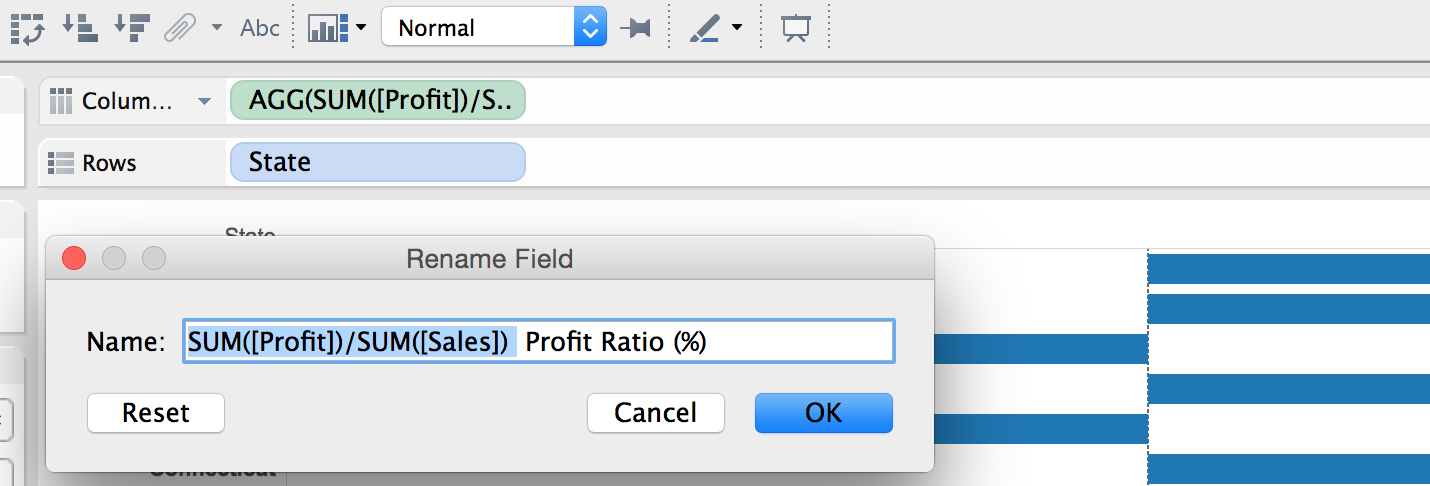 Abc
Normal
Colum...
AGG(SUM([Profit])/S..
Rows
State
State
Rename Field
Name: SUM([Profit])/SUM([Sales]) Profit Ratio (%)
Reset
Cancel
OK
Connecticut